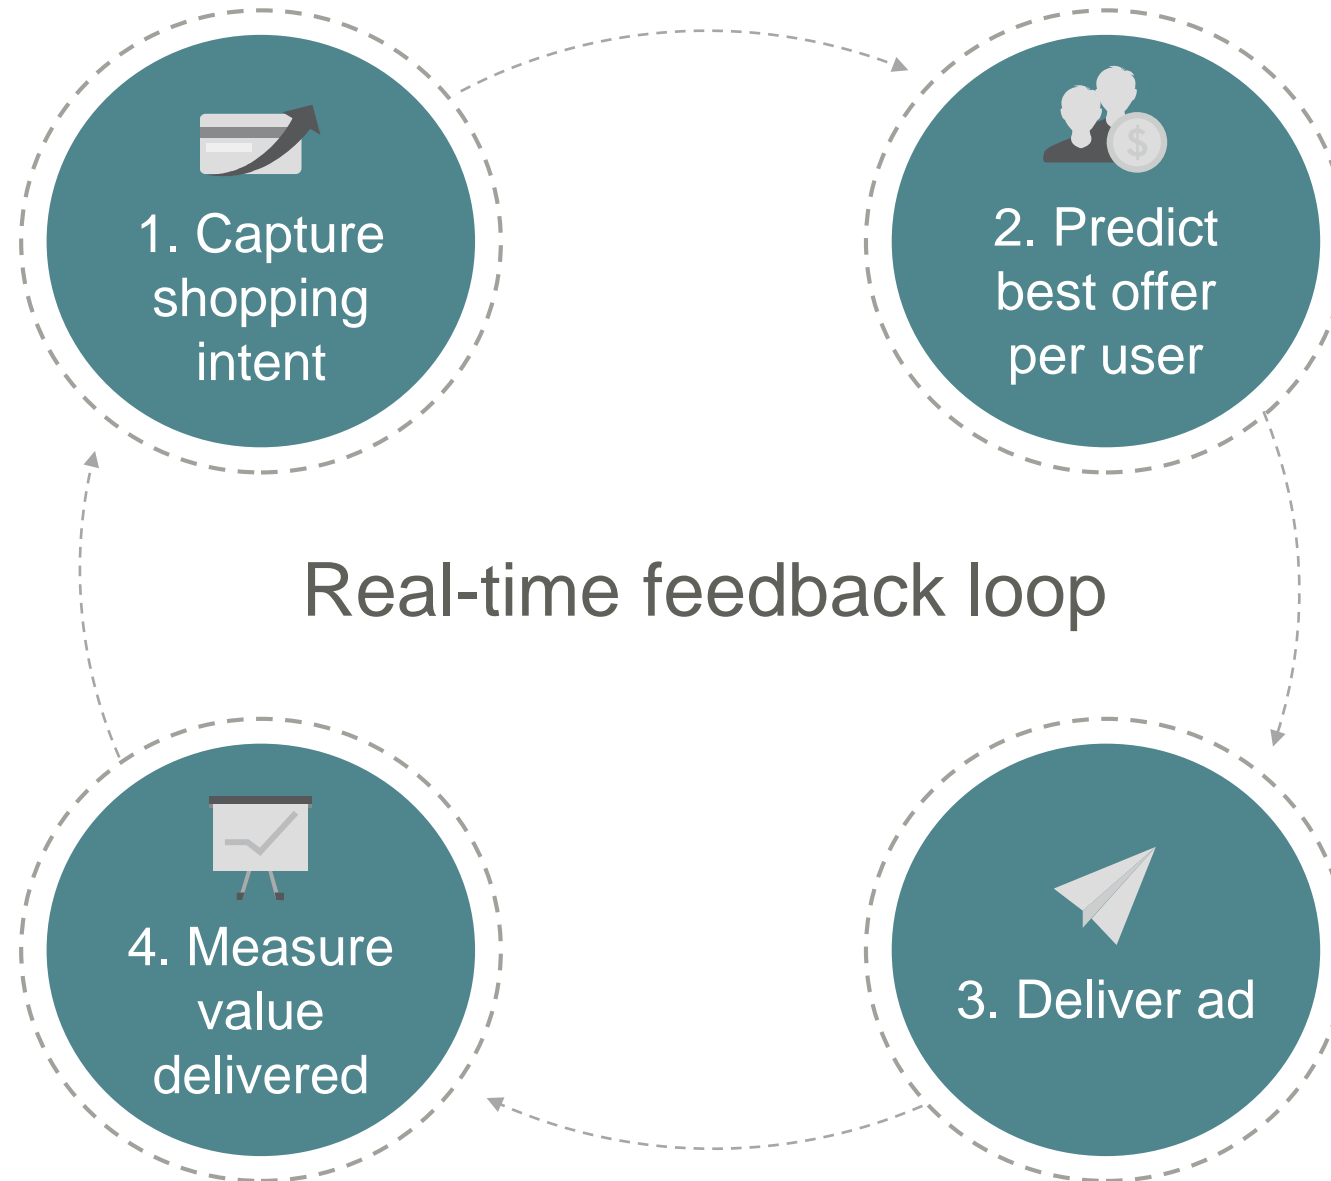 1. Capture
shopping
intent
$
2. Predict
best offer
per user
Real-time feedback loop
3. Deliver ad
4. Measure
value
delivered